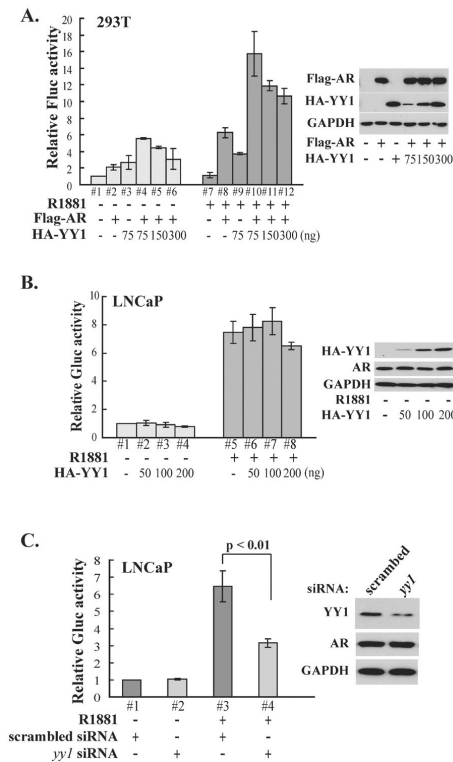 A.
293T
Relative Fluc activity
20
18
16
14
12
10
8
6
4
2
0
#1 #2 #3 #4 #5 #6 #7 #8 #9 #10 #11 #12
R1881 - - - - - - + + + + + +
Flag-AR - + - + + + - + - + + +
HA-YY1 - - 75 75 150 300 - - 75 75 150 300 (ng)
Flag-AR
HA-YY1
GAPDH
Flag-AR - + - + + +
HA-YY1 - - + 75 150 300
B.
LNCaP
Relative Gluc activity
10
8
6
4
2
0
#1 #2 #3 #4 #5 #6 #7 #8
R1881 - - - - + + + +
HA-YY1 - 50 100 200 - 50 100 200 (ng)
HA-YY1
AR
GAPDH
R1881 - - - -
HA-YY1 - 50 100 200
C.
LNCaP
p < 0.01
Relative Gluc activity
8
7
6
5
4
3
2
1
0
#1 #2 #3 #4
R1881 - - + +
scrambled siRNA + - + -
yy1 siRNA - + - +
siRNA: scrambed yy1
YY1
AR
GAPDH